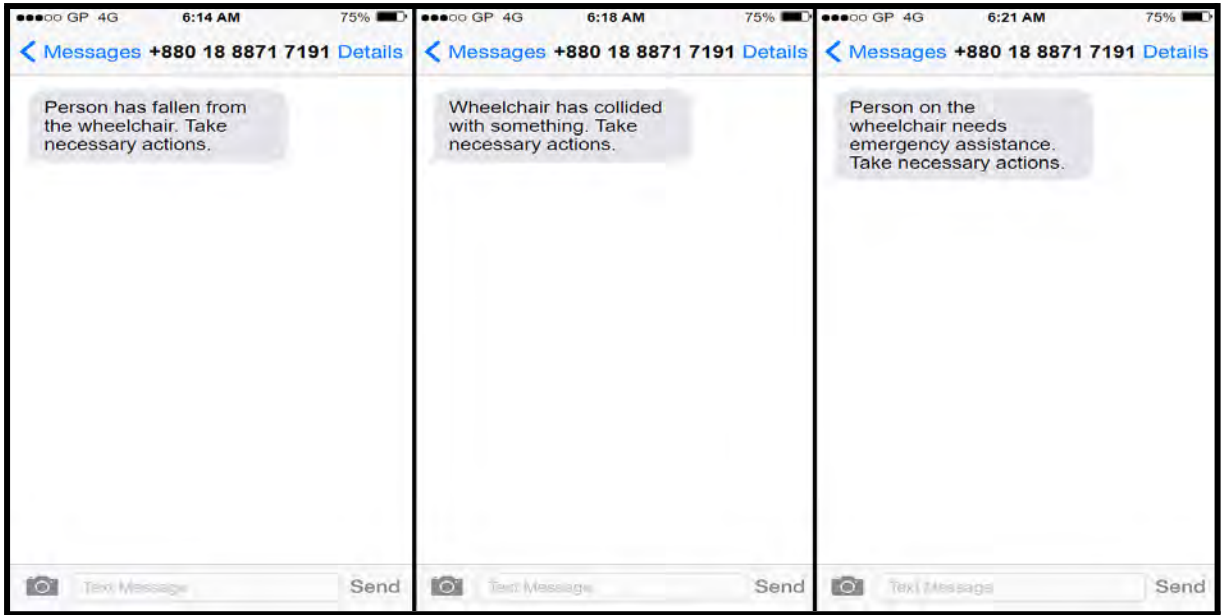 ●●●○○ GP 4G 6:14 AM 75%
Messages +880 18 8871 7191 Details
Person has fallen from
the wheelchair. Take
necessary actions.
Text Message Send
●●●○○ GP 4G 6:18 AM 75%
Messages +880 18 8871 7191 Details
Wheelchair has collided
with something. Take
necessary actions.
Text Message Send
●●●○○ GP 4G 6:21 AM 75%
Messages +880 18 8871 7191 Details
Person on the
wheelchair needs
emergency assistance.
Take necessary actions.
Text Message Send